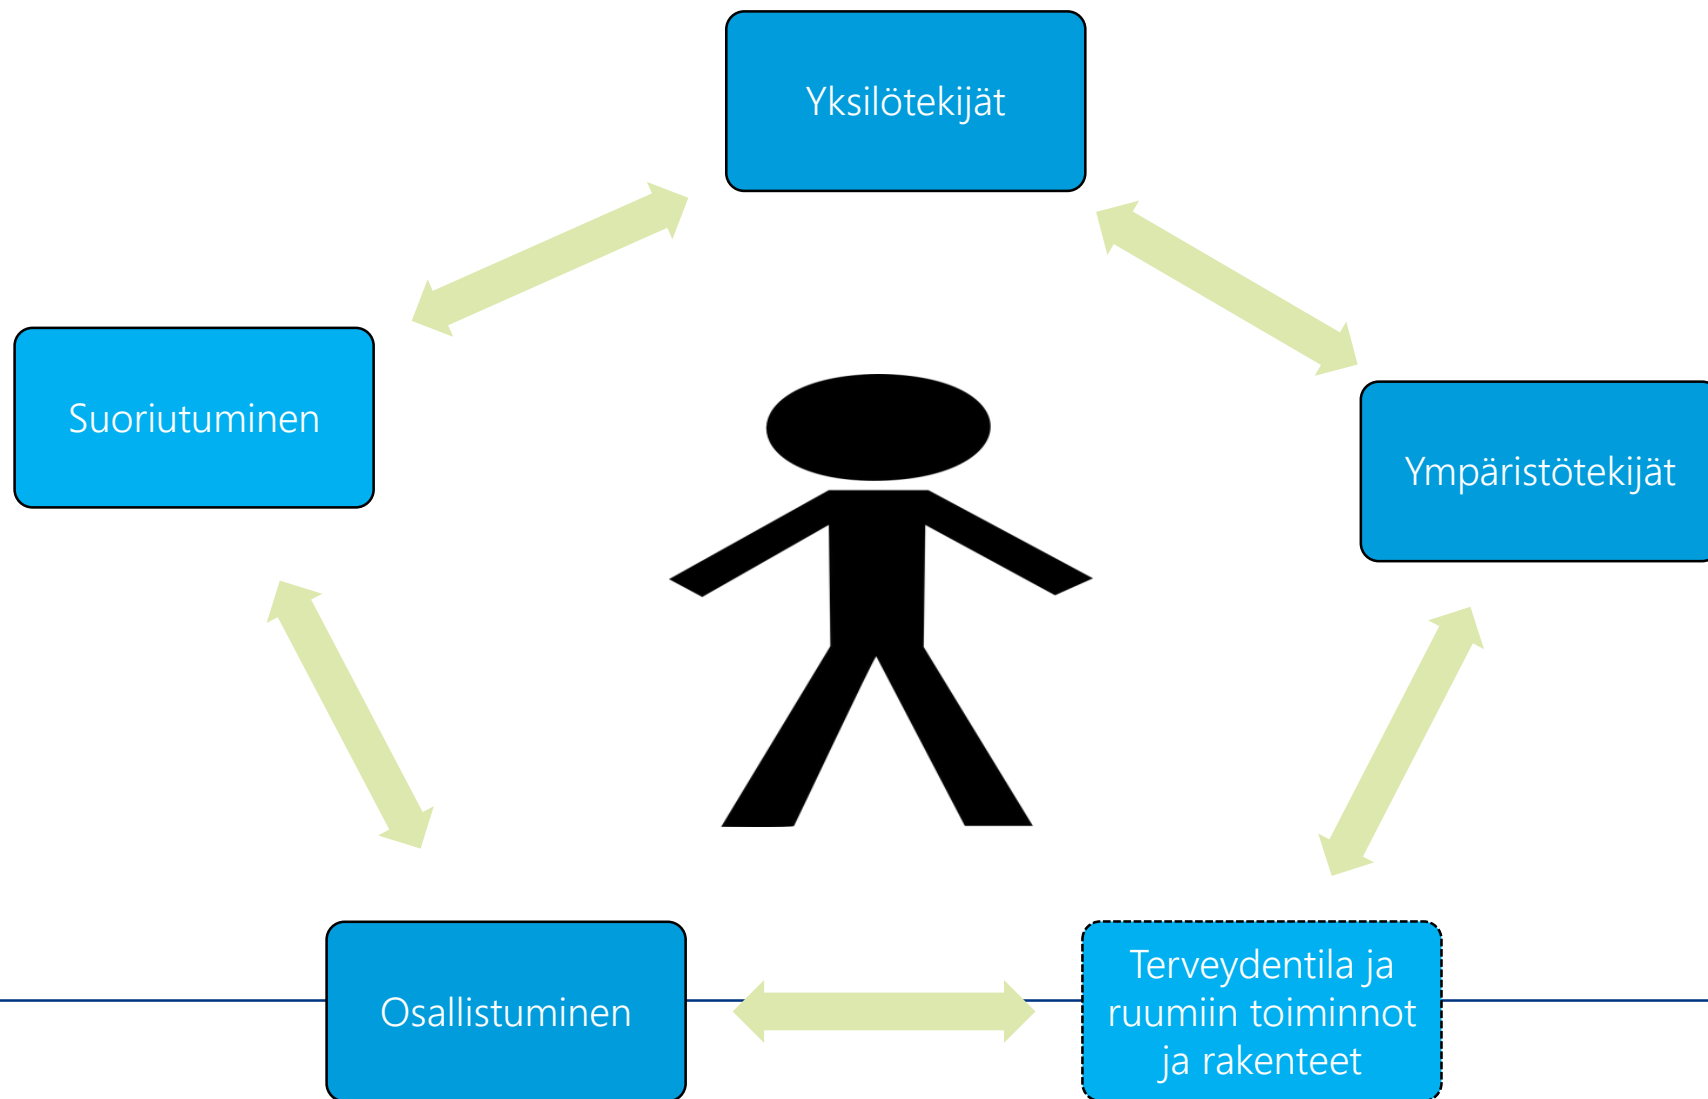 Yksilötekijät
Suoriutuminen
Ympäristötekijät
Osallistuminen
Terveydentila ja
ruumiin toiminnot
ja rakenteet